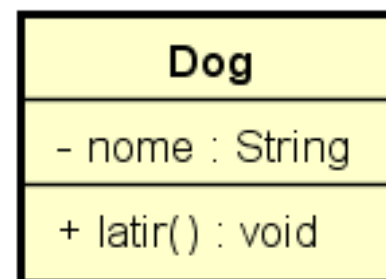 Dog
- nome : String
+ latir() : void